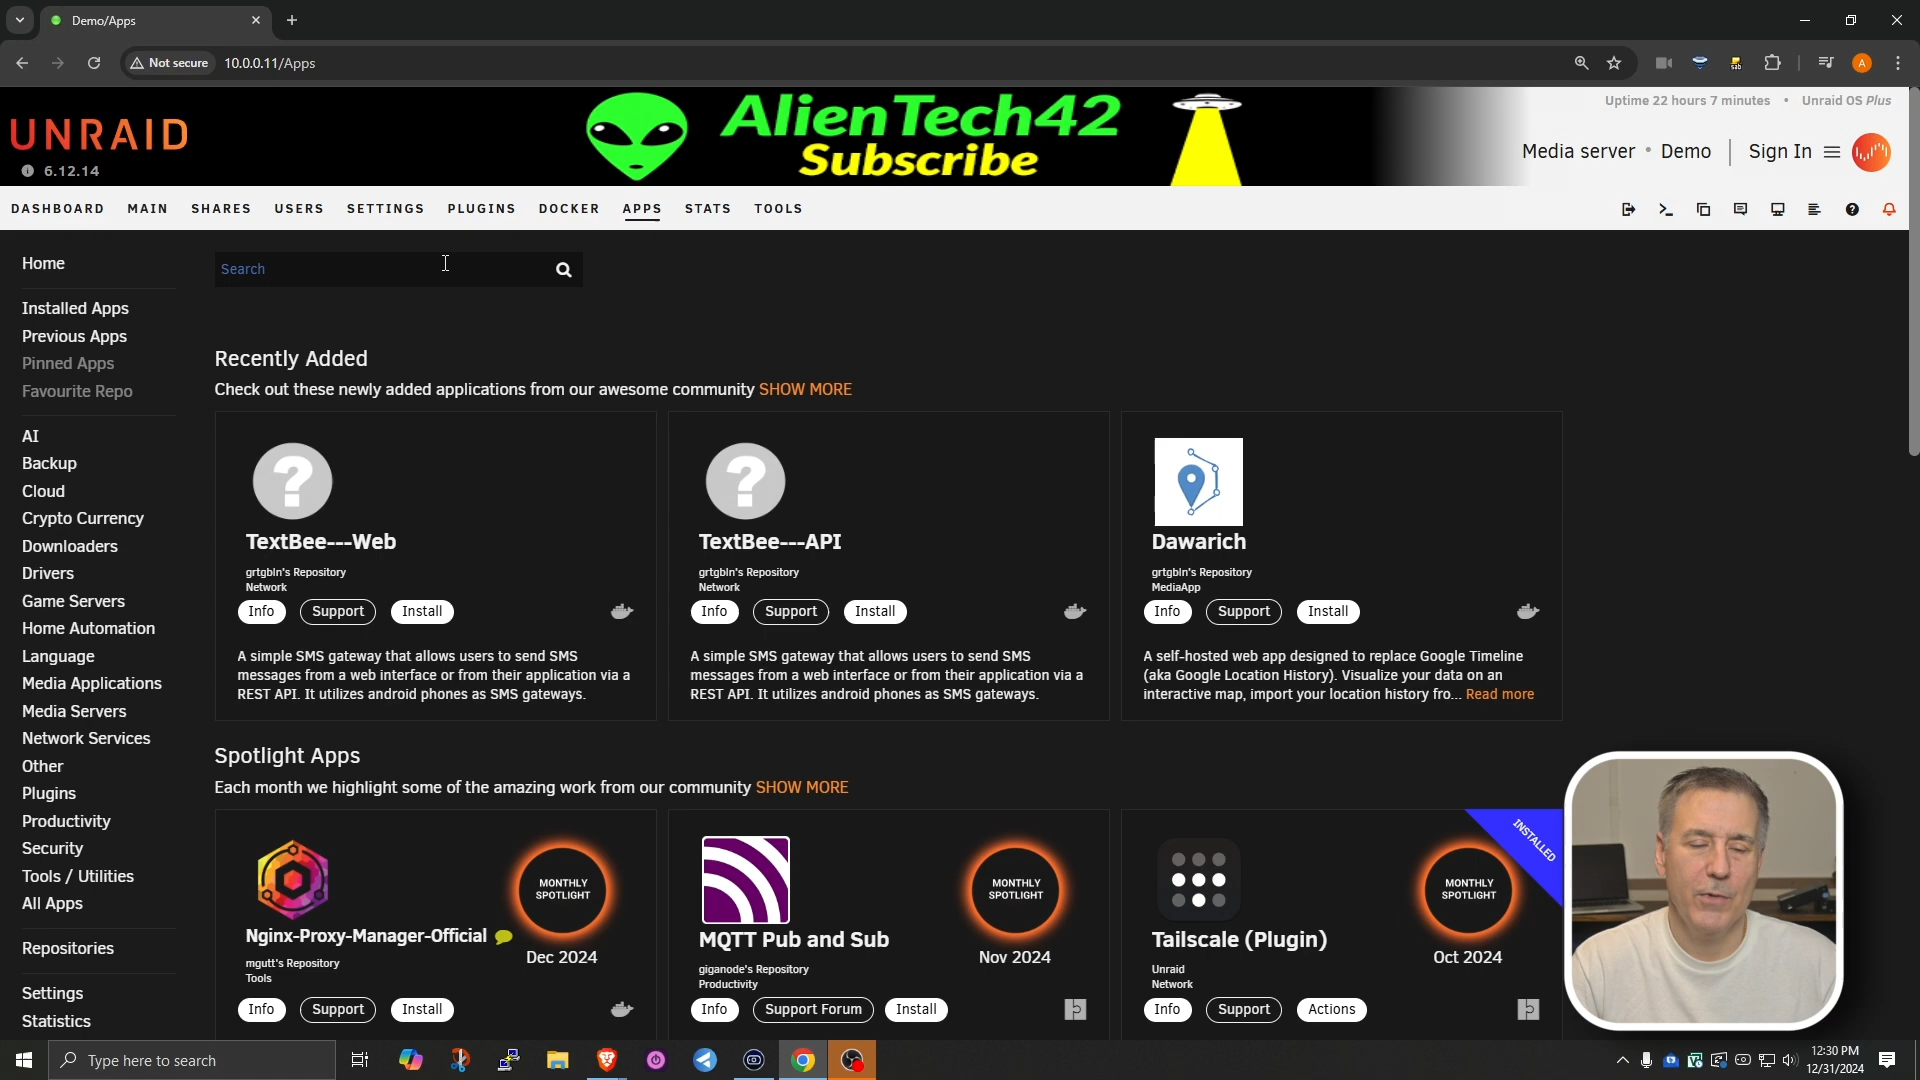 Demo/Apps
Not secure
10.0.0.11/Apps
A
UNRAID
6.12.14
AlienTech42
Subscribe
Uptime 22 hours 7 minutes • Unraid OS Plus
Media server • Demo
Sign In
DASHBOARD MAIN SHARES USERS SETTINGS PLUGINS DOCKER APPS STATS TOOLS
Home
Installed Apps
Previous Apps
Pinned Apps
Favourite Repo
AI
Backup
Cloud
Crypto Currency
Downloaders
Drivers
Game Servers
Home Automation
Language
Media Applications
Media Servers
Network Services
Other
Plugins
Productivity
Security
Tools / Utilities
All Apps
Repositories
Settings
Statistics
Search
Recently Added
Check out these newly added applications from our awesome community SHOW MORE
TextBee---Web
grtgbln's Repository
Network
Info Support Install
A simple SMS gateway that allows users to send SMS
messages from a web interface or from their application via a
REST API. It utilizes android phones as SMS gateways.
TextBee---API
grtgbln's Repository
Network
Info Support Install
A simple SMS gateway that allows users to send SMS
messages from a web interface or from their application via a
REST API. It utilizes android phones as SMS gateways.
Dawarich
grtgbln's Repository
MediaApp
Info Support Install
A self-hosted web app designed to replace Google Timeline
(aka Google Location History). Visualize your data on an
interactive map, import your location history fro... Read more
Spotlight Apps
Each month we highlight some of the amazing work from our community SHOW MORE
MONTHLY
SPOTLIGHT
Nginx-Proxy-Manager-Official
Dec 2024
mgutt's Repository
Tools
Info Support Install
MONTHLY
SPOTLIGHT
MQTT Pub and Sub
Nov 2024
giganode's Repository
Productivity
Info Support Forum Install
INSTALLED
MONTHLY
SPOTLIGHT
Tailscale (Plugin)
Oct 2024
Unraid
Network
Info Support Actions
Type here to search
12:30 PM
12/31/2024